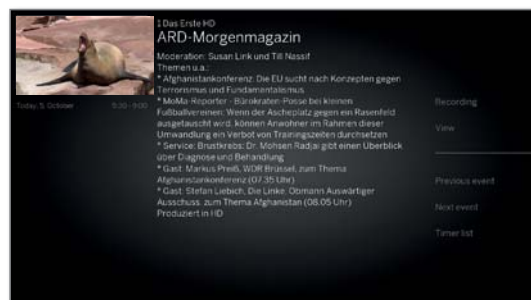 1 Das Erste HD
ARD-Morgenmagazin
Moderation: Susan Link und Till Nassif
Themen u.a.:
* Afghanistankonferenz: Die EU sucht nach Konzepten gegen
Terrorismus und Fundamentalismus
* MoMa-Reporter - Bürokraten-Posse bei kleinen
Fußballvereinen: Wenn der Ascheplatz gegen ein Rasenfeld
ausgetauscht wird, können Anwohner im Rahmen dieser
Umwandlung ein Verbot von Trainingszeiten durchsetzen
* Service: Brustkrebs: Dr. Mohsen Radjai gibt einen Überblick
über Diagnose und Behandlung
* Gast: Markus Preiß, WDR Brüssel, zum Thema
Afghanistankonferenz (07.35 Uhr)
* Gast: Stefan Liebich, Die Linke, Obmann Auswärtiger
Ausschuss, zum Thema Afghanistan (08.05 Uhr)
Produziert in HD
Today, 5. October 5:30 - 9:00
Recording
View
Previous event
Next event
Timer list